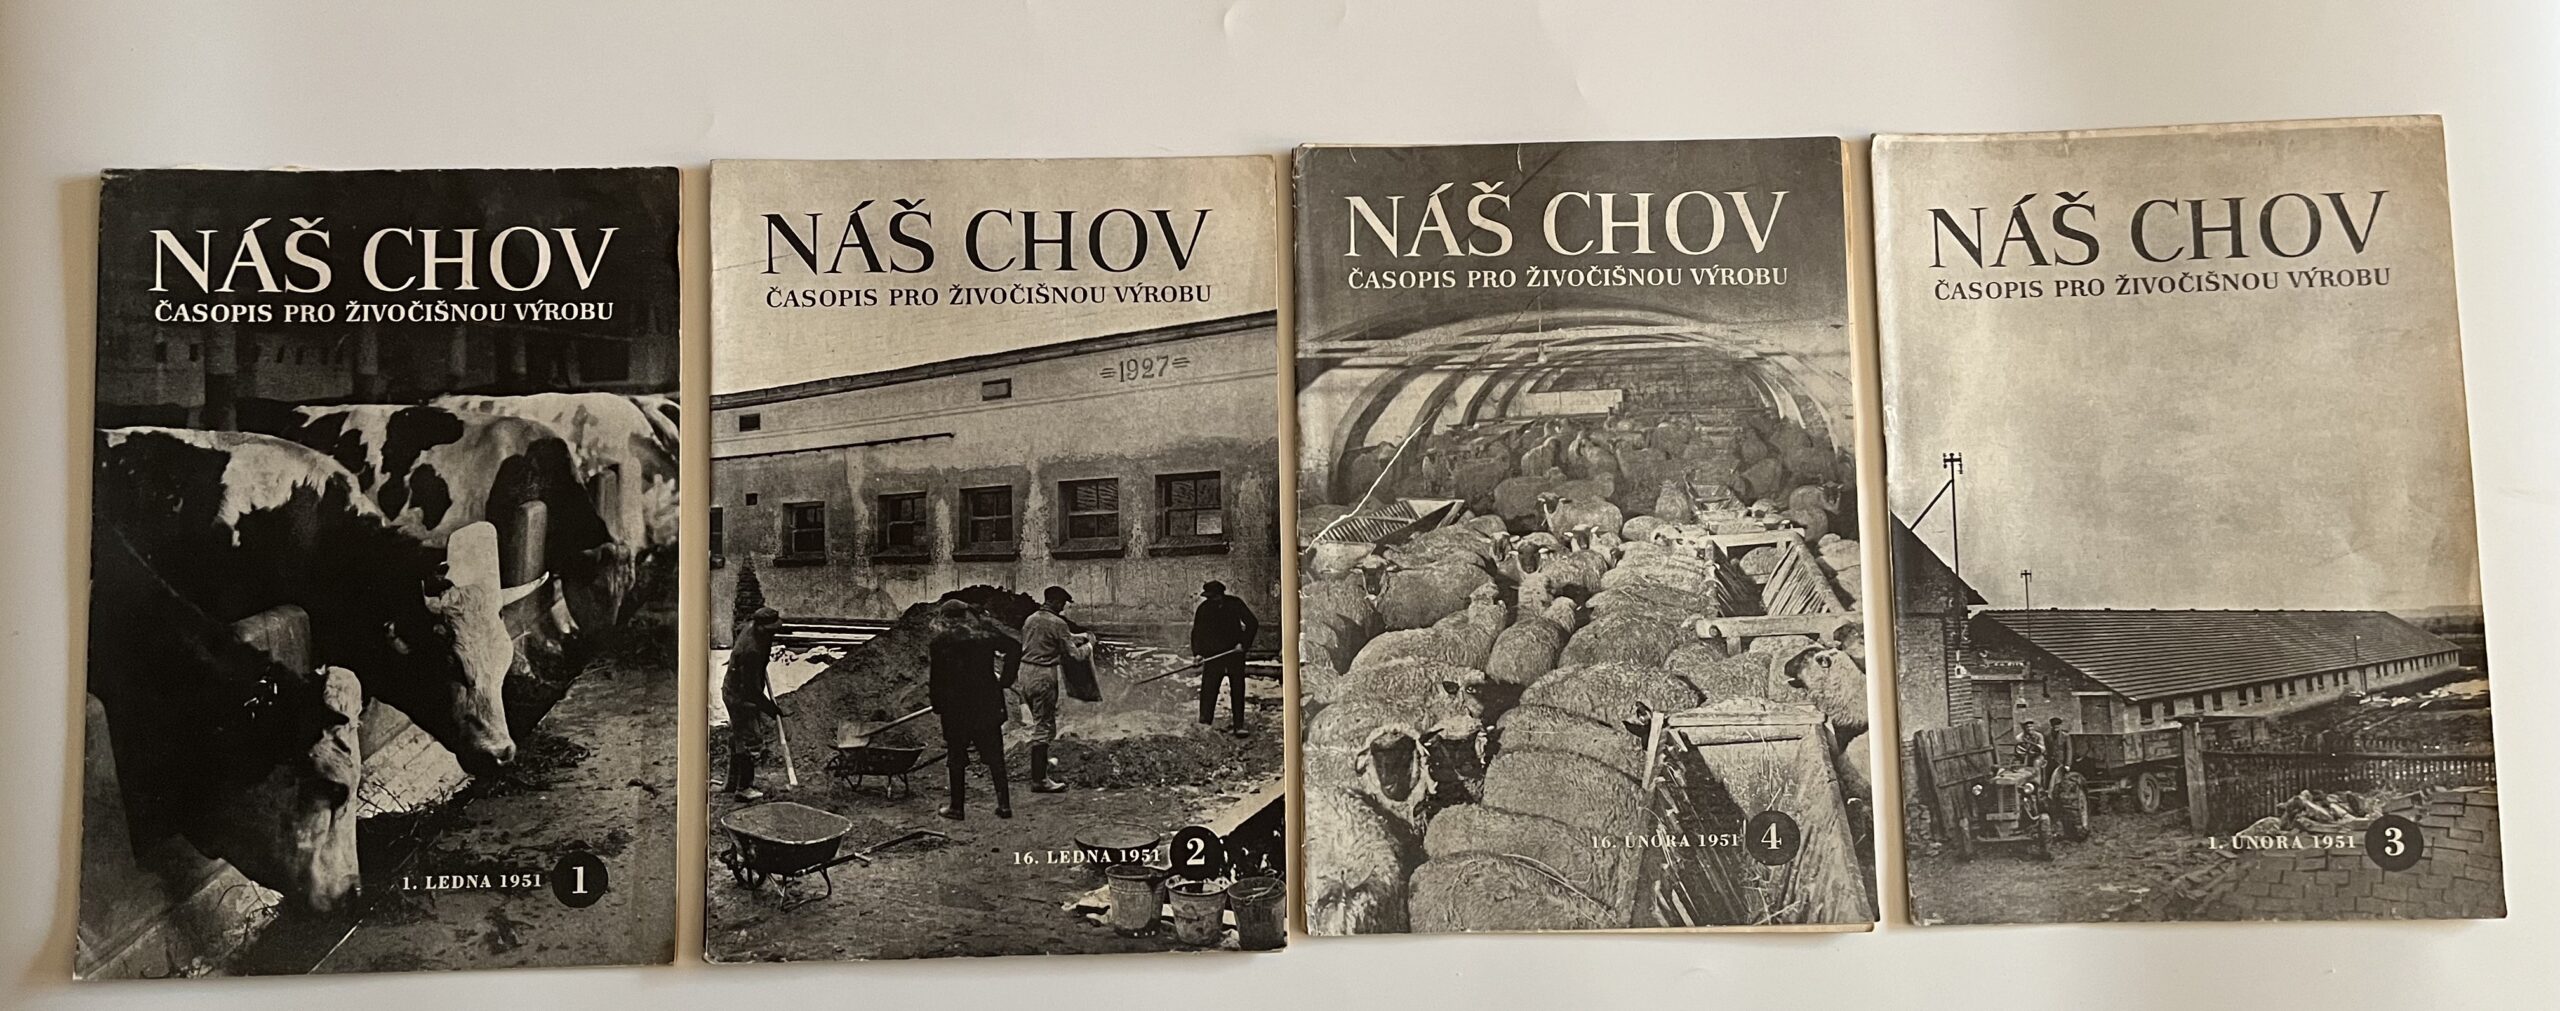 NÁŠ CHOV
ČASOPIS PRO ŽIVOČIŠNOU VÝROBU
1. LEDNA 1951 1
NÁŠ CHOV
ČASOPIS PRO ŽIVOČIŠNOU VÝROBU
=1927=
16. LEDNA 1951 2
NÁŠ CHOV
ČASOPIS PRO ŽIVOČIŠNOU VÝROBU
16. ÚNORA 1951 4
NÁŠ CHOV
ČASOPIS PRO ŽIVOČIŠNOU VÝROBU
1. ÚNORA 1951 3